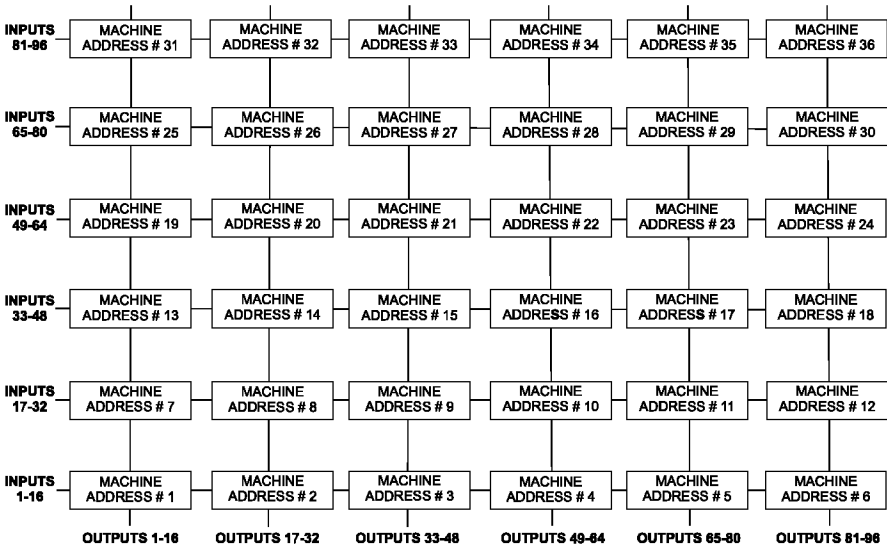 INPUTS 81-96
MACHINE ADDRESS # 31
MACHINE ADDRESS # 32
MACHINE ADDRESS # 33
MACHINE ADDRESS # 34
MACHINE ADDRESS # 35
MACHINE ADDRESS # 36
INPUTS 65-80
MACHINE ADDRESS # 25
MACHINE ADDRESS # 26
MACHINE ADDRESS # 27
MACHINE ADDRESS # 28
MACHINE ADDRESS # 29
MACHINE ADDRESS # 30
INPUTS 49-64
MACHINE ADDRESS # 19
MACHINE ADDRESS # 20
MACHINE ADDRESS # 21
MACHINE ADDRESS # 22
MACHINE ADDRESS # 23
MACHINE ADDRESS # 24
INPUTS 33-48
MACHINE ADDRESS # 13
MACHINE ADDRESS # 14
MACHINE ADDRESS # 15
MACHINE ADDRESS # 16
MACHINE ADDRESS # 17
MACHINE ADDRESS # 18
INPUTS 17-32
MACHINE ADDRESS # 7
MACHINE ADDRESS # 8
MACHINE ADDRESS # 9
MACHINE ADDRESS # 10
MACHINE ADDRESS # 11
MACHINE ADDRESS # 12
INPUTS 1-16
MACHINE ADDRESS # 1
MACHINE ADDRESS # 2
MACHINE ADDRESS # 3
MACHINE ADDRESS # 4
MACHINE ADDRESS # 5
MACHINE ADDRESS # 6
OUTPUTS 1-16
OUTPUTS 17-32
OUTPUTS 33-48
OUTPUTS 49-64
OUTPUTS 65-80
OUTPUTS 81-96